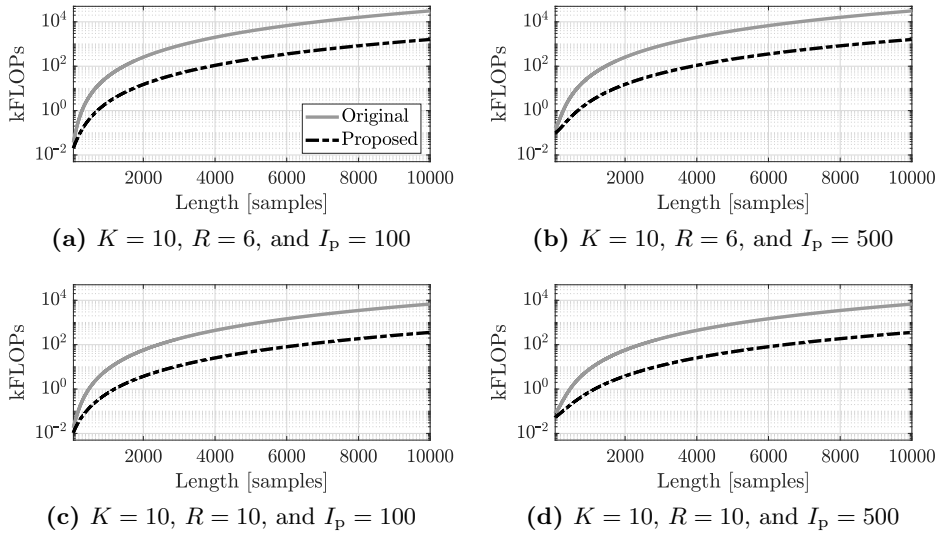 10^4
10^2
10^0
10^{-2}
kFLOPs
Original
Proposed
2000 4000 6000 8000 10000
Length [samples]
(a) K = 10, R = 6, and I_p = 100
10^4
10^2
10^0
10^{-2}
kFLOPs
2000 4000 6000 8000 10000
Length [samples]
(b) K = 10, R = 6, and I_p = 500
10^4
10^2
10^0
10^{-2}
kFLOPs
2000 4000 6000 8000 10000
Length [samples]
(c) K = 10, R = 10, and I_p = 100
10^4
10^2
10^0
10^{-2}
kFLOPs
2000 4000 6000 8000 10000
Length [samples]
(d) K = 10, R = 10, and I_p = 500